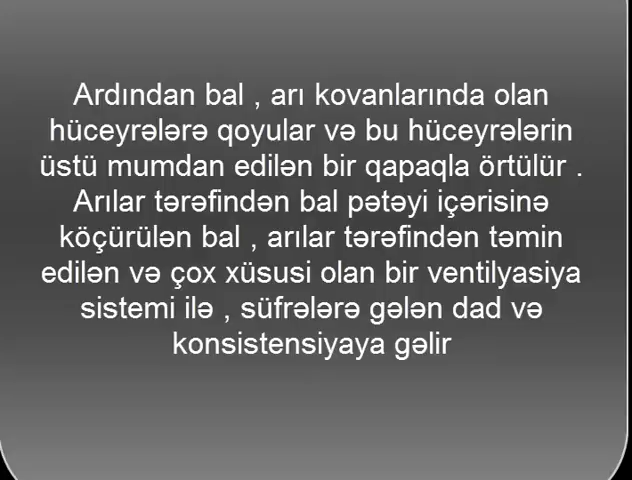 Ardından bal , arı kovanlarında olan
hüceyrələrə qoyular və bu hüceyrələrin
üstü mumdan edilən bir qapaqla örtülür .
Arılar tərəfindən bal pətəyi içərisinə
köçürülən bal , arılar tərəfindən təmin
edilən və çox xüsusi olan bir ventilyasiya
sistemi ilə , süfrələrə gələn dad və
konsistensiyaya gəlir